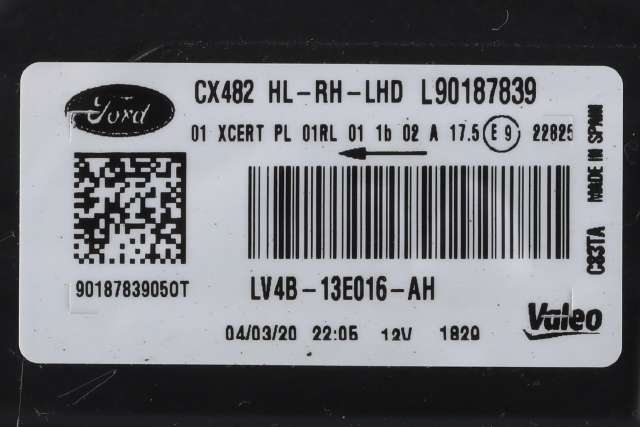 Ford
CX482 HL-RH-LHD L90187839
01 XCERT PL 01RL 01 1b 02 A 17.5 E9 22825
90187839050T
LV4B-13E016-AH
04/03/20 22:05 12V 1829
Valeo
C83TA MADE IN SPAIN